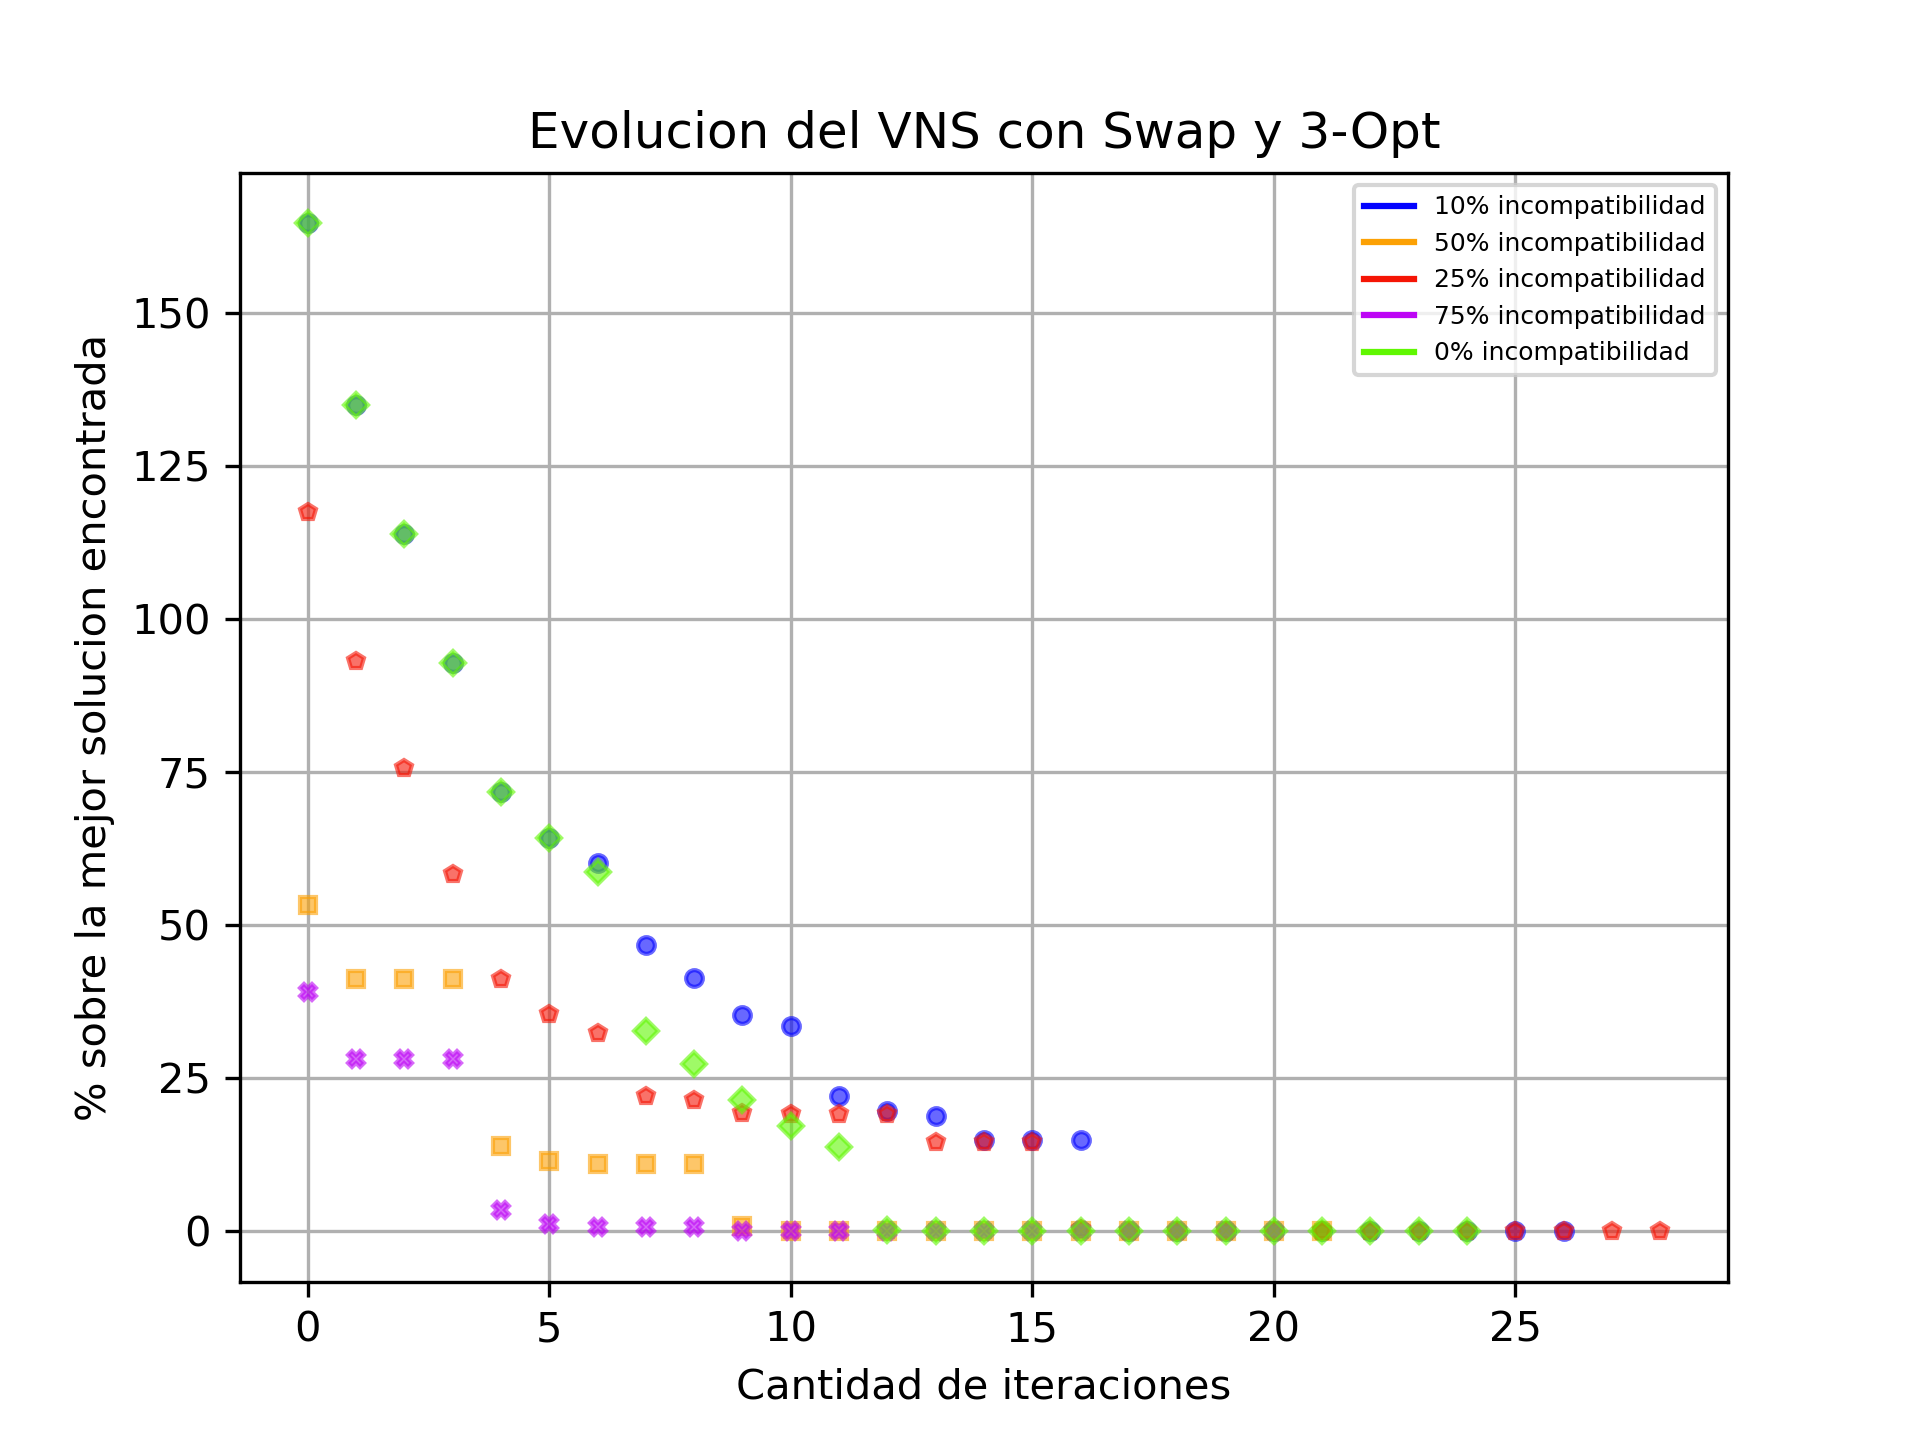 Evolucion del VNS con Swap y 3-Opt
10% incompatibilidad
50% incompatibilidad
25% incompatibilidad
75% incompatibilidad
0% incompatibilidad
% sobre la mejor solucion encontrada
150
125
100
75
50
25
0
0 5 10 15 20 25
Cantidad de iteraciones